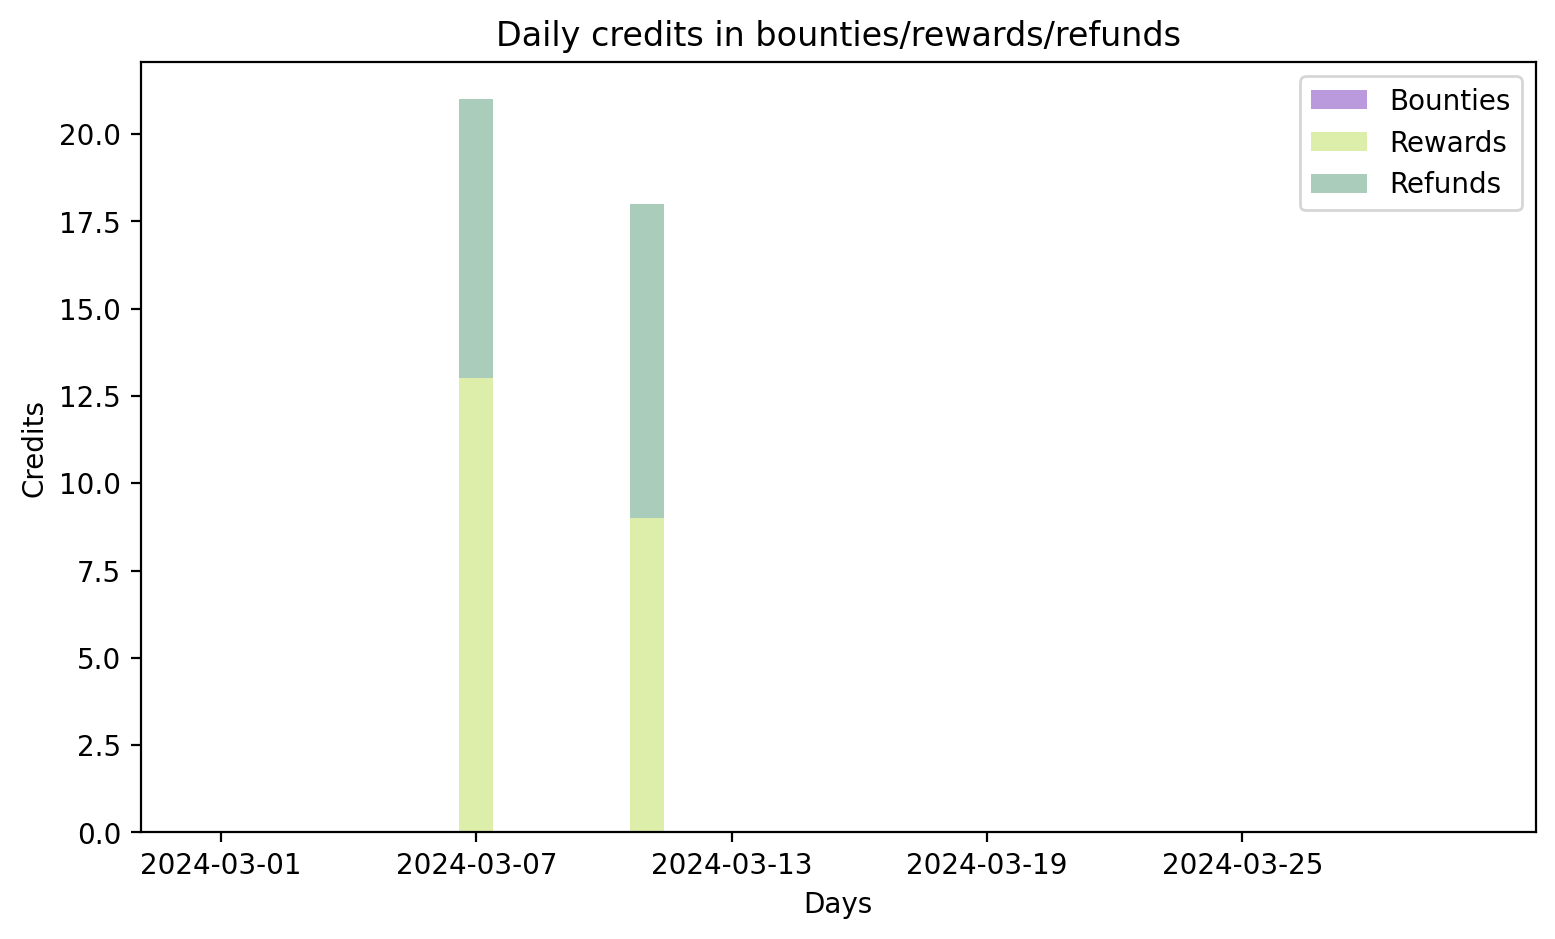 Daily credits in bounties/rewards/refunds
Bounties
Rewards
Refunds
Credits
20.0
17.5
15.0
12.5
10.0
7.5
5.0
2.5
0.0
2024-03-01 2024-03-07 2024-03-13 2024-03-19 2024-03-25
Days